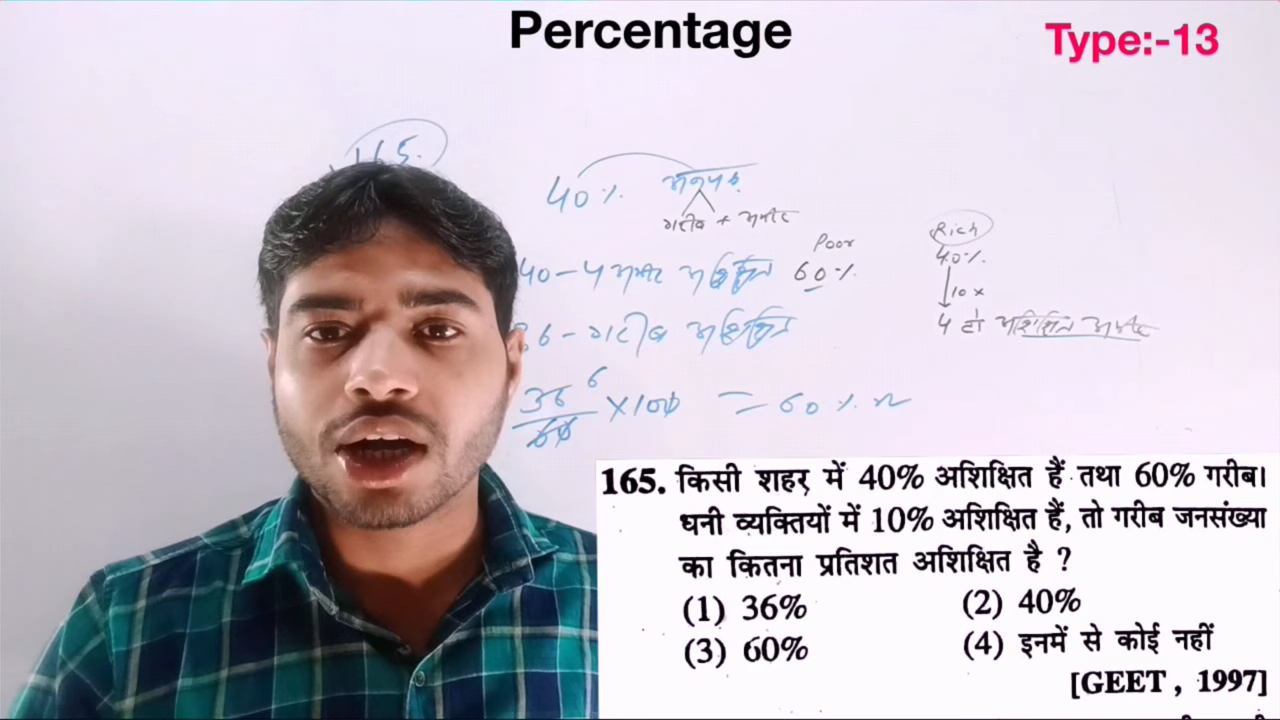 Percentage
Type:-13
165.
40% अनपढ़
गरीब + अमीर
Poor
Rich
40-4 अमीर अशिक्षित 60%
40%
10%
36-गरीब अशिक्षित
4 हो अशिक्षित अमीर
36 6
60 ×100 = 60%
165. किसी शहर में 40% अशिक्षित हैं तथा 60% गरीब।
धनी व्यक्तियों में 10% अशिक्षित हैं, तो गरीब जनसंख्या
का कितना प्रतिशत अशिक्षित है ?
(1) 36% (2) 40%
(3) 60% (4) इनमें से कोई नहीं
[GEET , 1997]